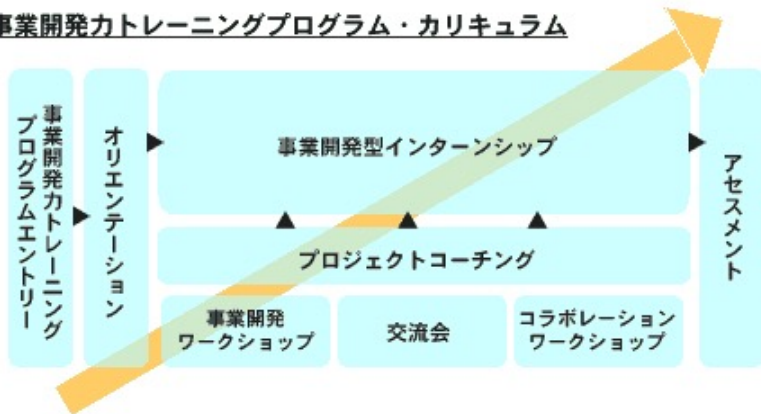 事業開発力トレーニングプログラム・カリキュラム
事業開発力トレーニング
プログラムエントリー
オリエンテーション
事業開発型インターンシップ
プロジェクトコーチング
事業開発
ワークショップ
交流会
コラボレーション
ワークショップ
アセスメント